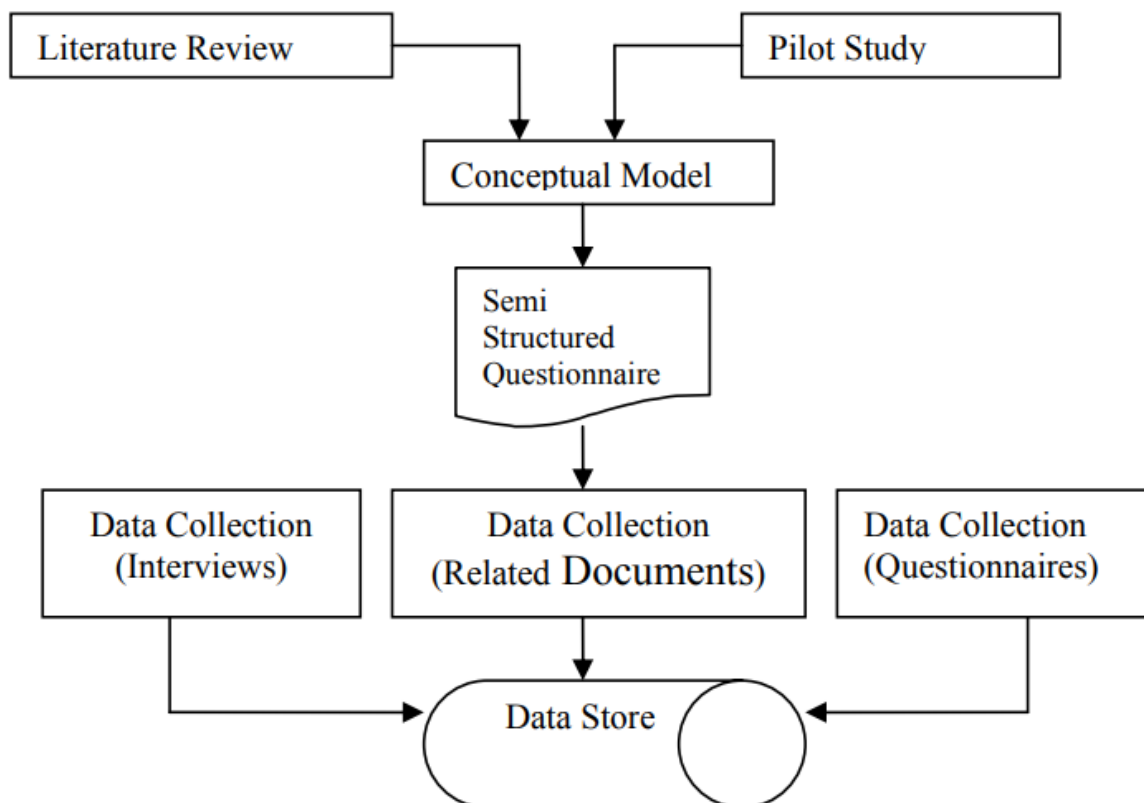 Literature Review
Pilot Study
Conceptual Model
Semi
Structured
Questionnaire
Data Collection
(Interviews)
Data Collection
(Related Documents)
Data Collection
(Questionnaires)
Data Store